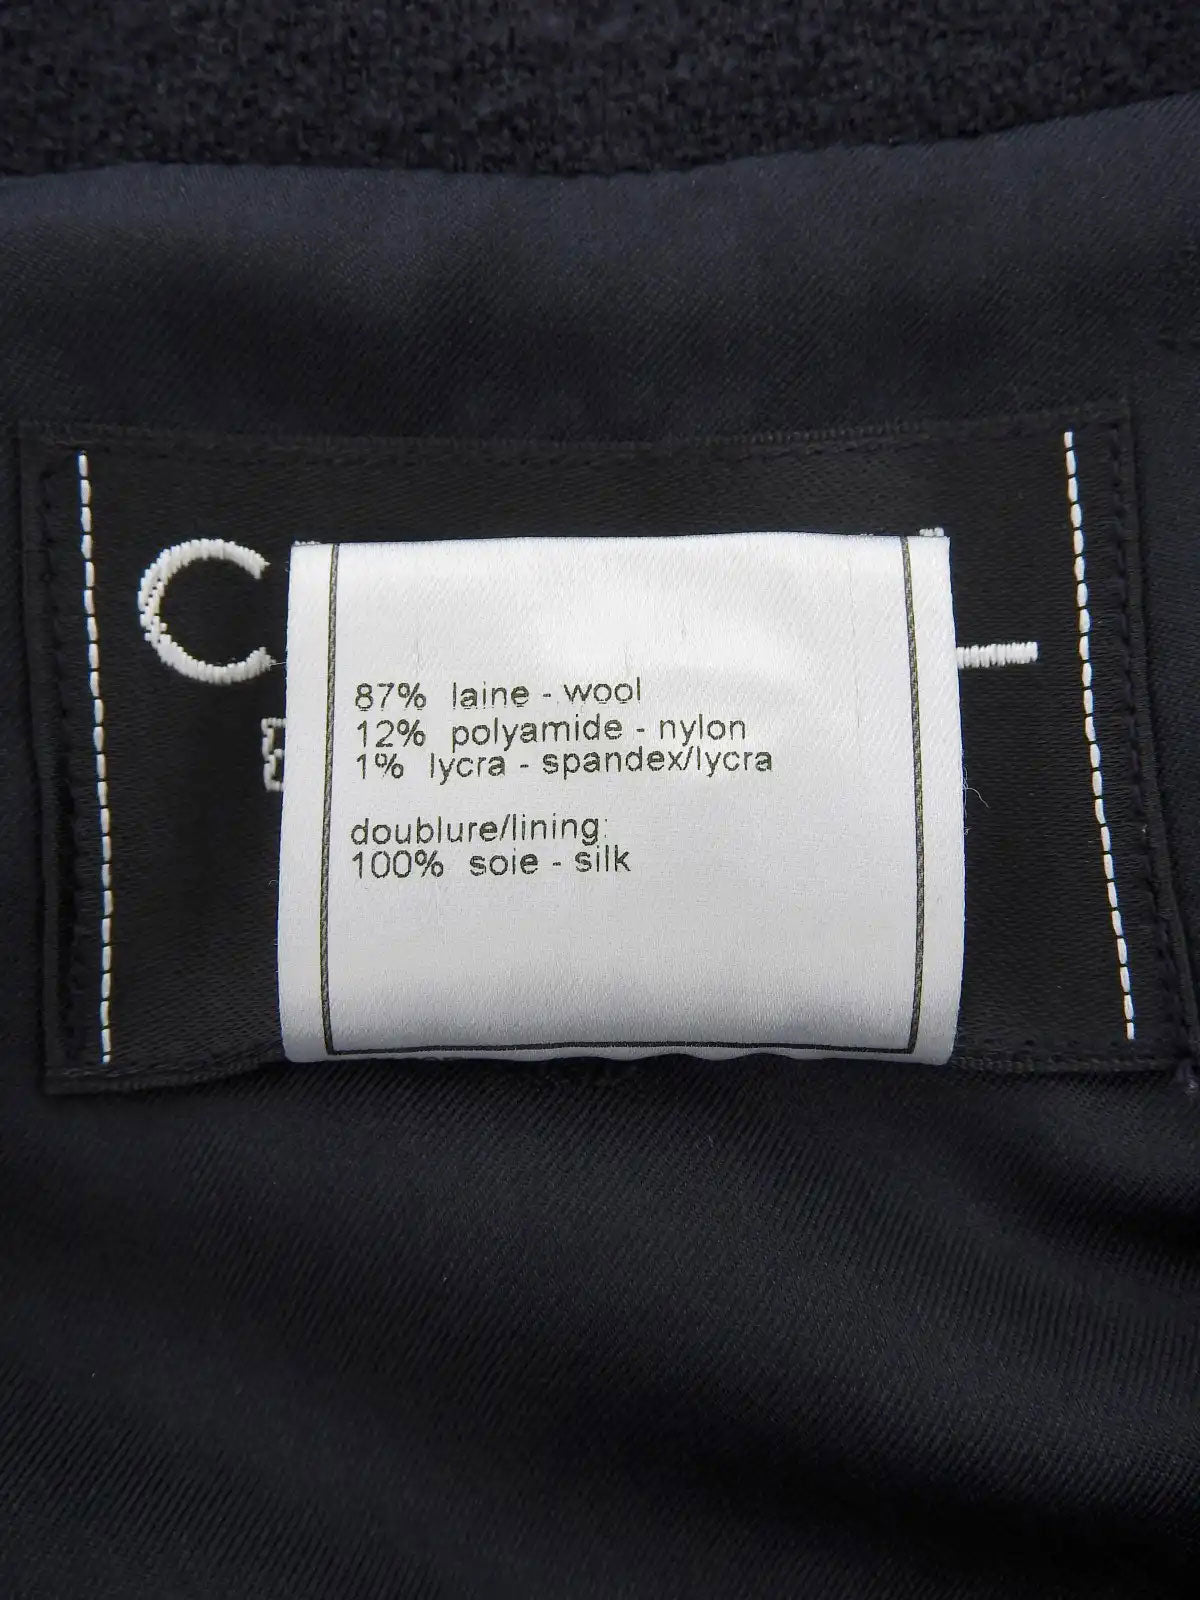 87% laine - wool
12% polyamide - nylon
1% lycra - spandex/lycra
doublure/lining:
100% soie - silk